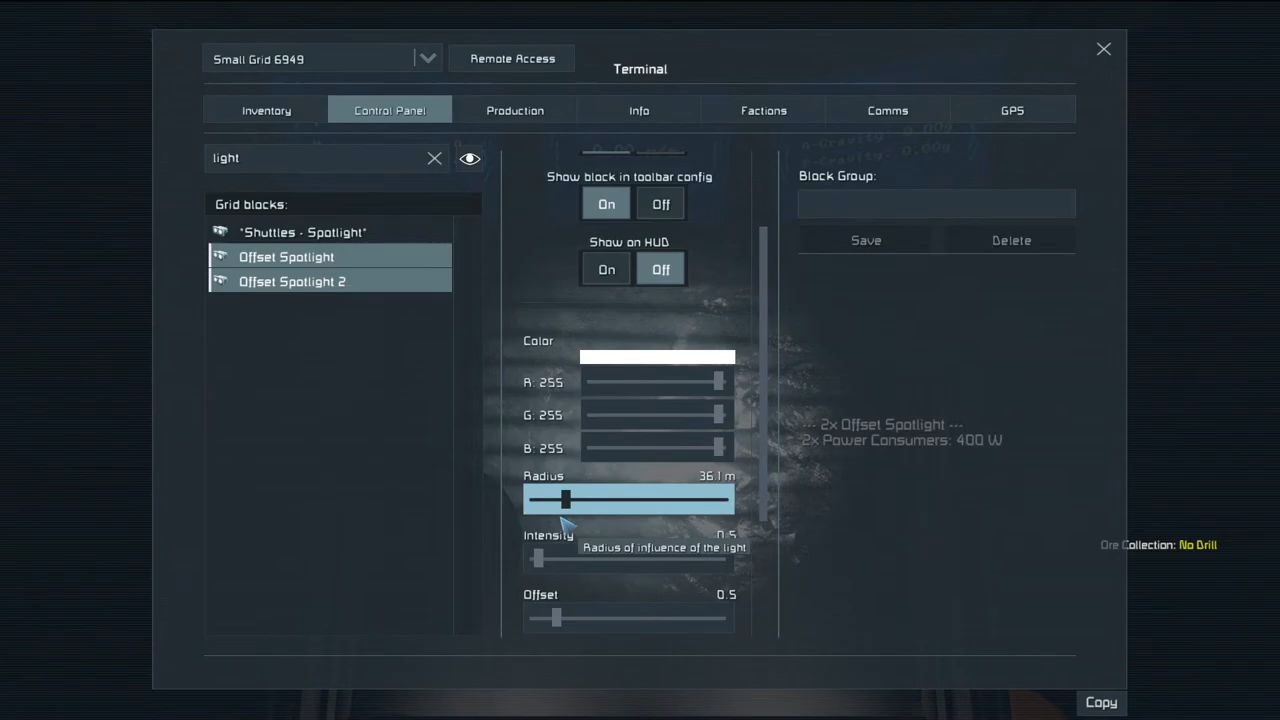 Small Grid 6949
Remote Access
Terminal
Inventory
Control Panel
Production
Info
Factions
Comms
GPS
light
Grid blocks:
*Shuttles - Spotlight*
Offset Spotlight
Offset Spotlight 2
Show block in toolbar config
On Off
Show on HUD
On Off
Color
R: 255
G: 255
B: 255
Radius 36.1 m
Intensity 0.5
Radius of influence of the light
Offset 0.5
Block Group:
Save Delete
--- 2x Offset Spotlight ---
2x Power Consumers: 400 W
Ore Collection: No Drill
Copy